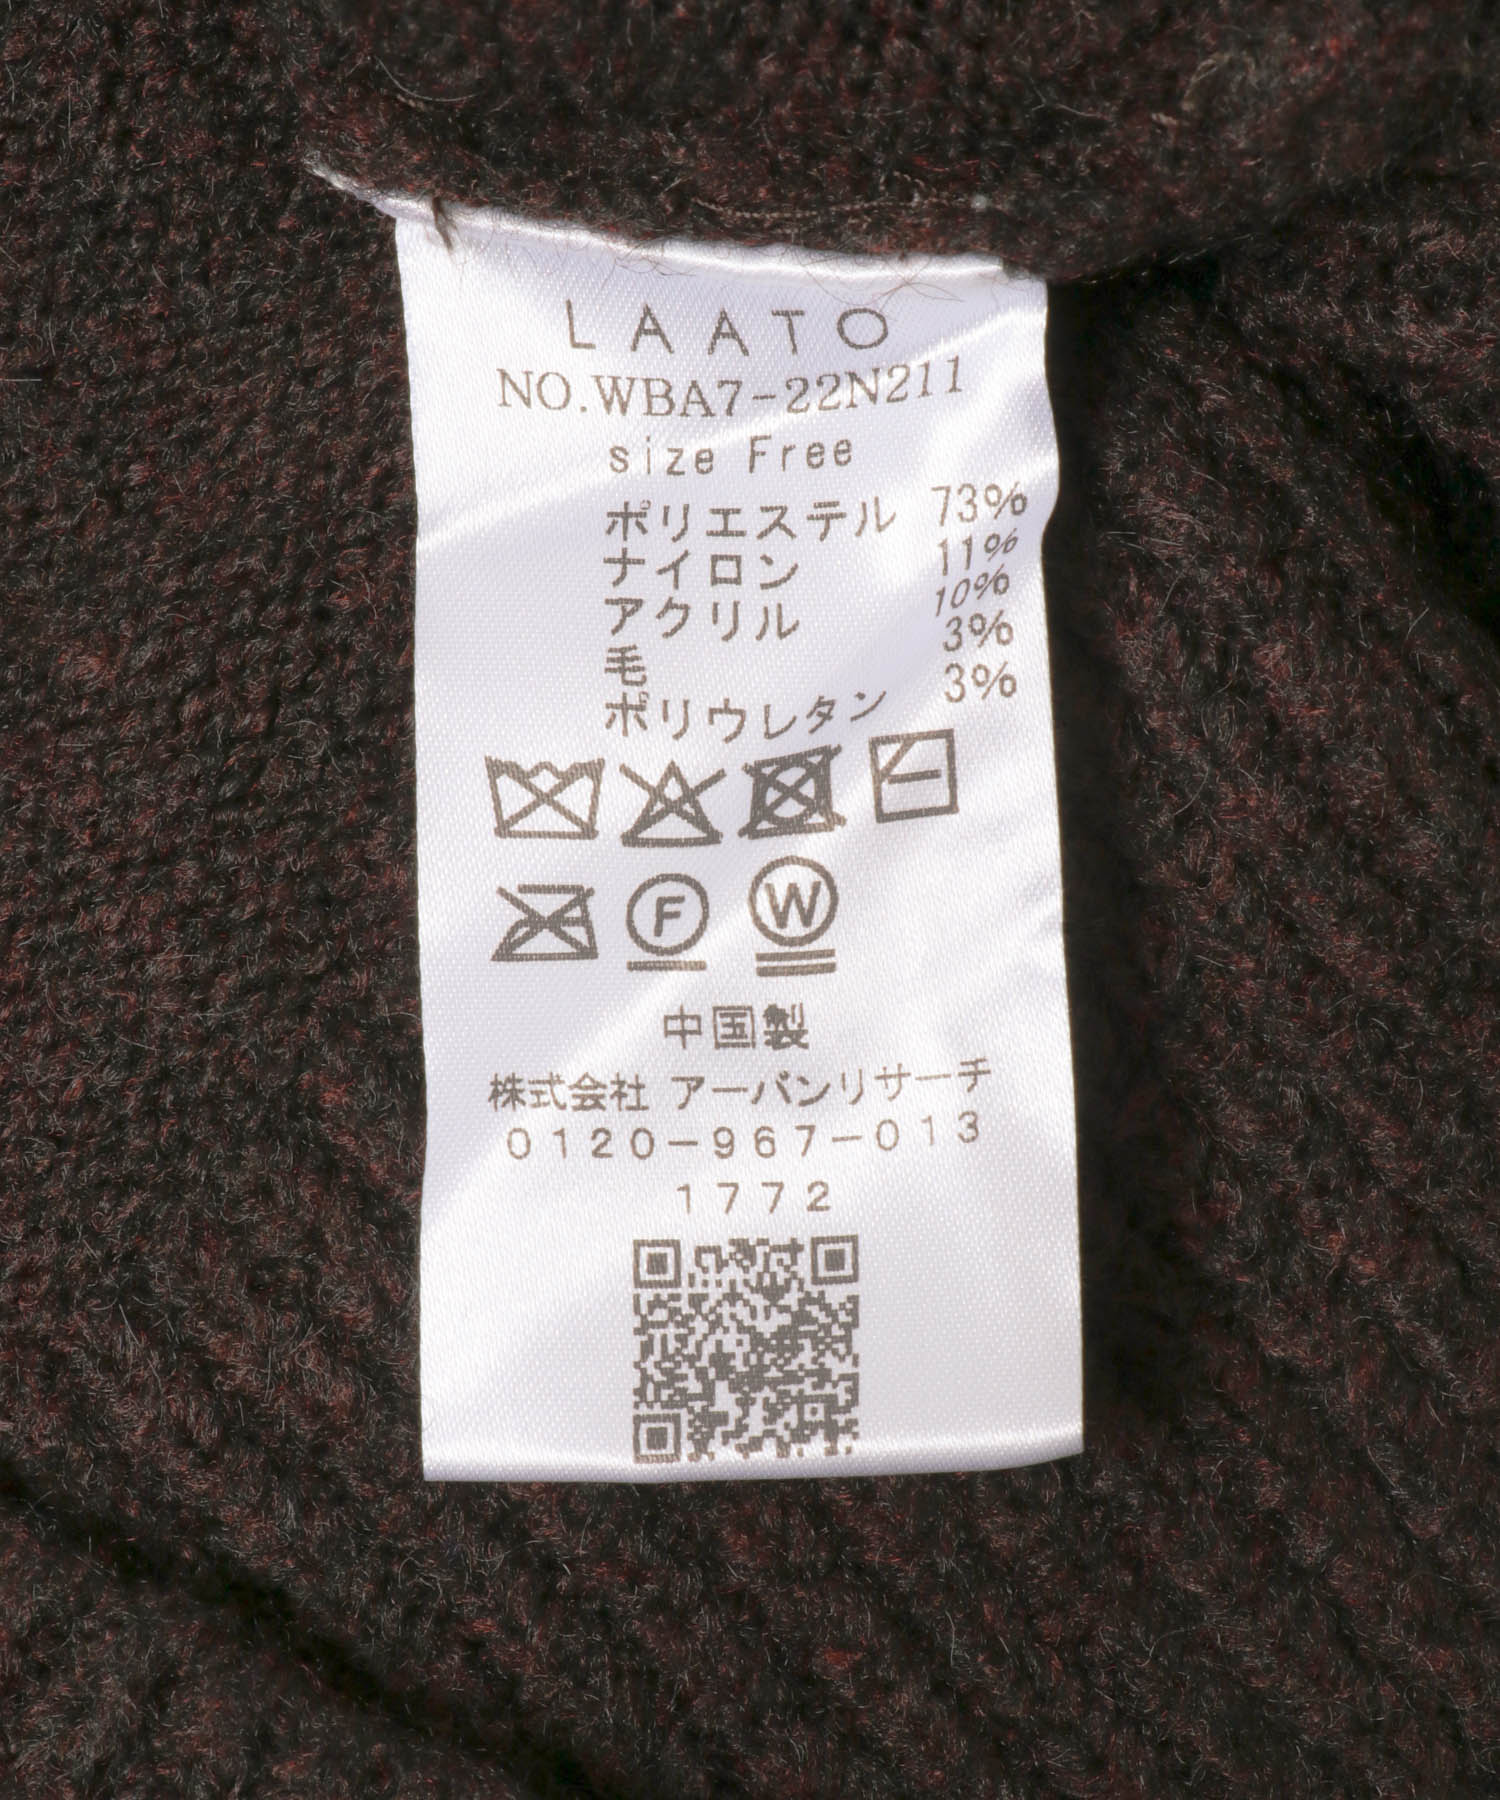 LAATO
NO.WBA7-22N211
size Free
ポリエステル 73%
ナイロン 11%
アクリル 10%
毛 3%
ポリウレタン 3%
F W
中国製
株式会社 アーバンリサーチ
0120-967-013
1772